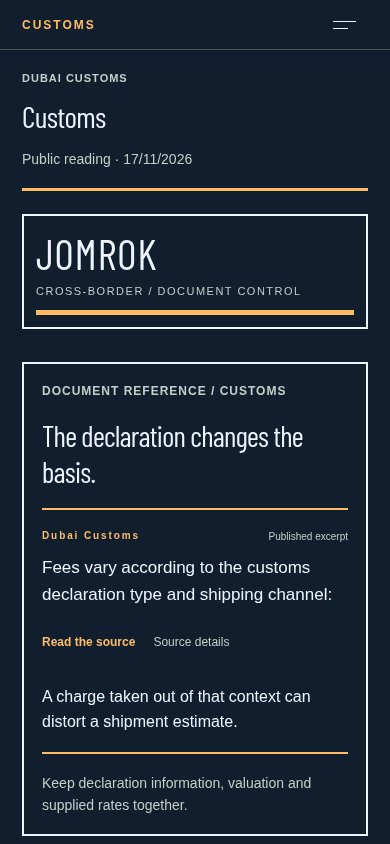 CUSTOMS
DUBAI CUSTOMS
Customs
Public reading · 17/11/2026
JOMROK
CROSS-BORDER / DOCUMENT CONTROL
DOCUMENT REFERENCE / CUSTOMS
The declaration changes the
basis.
Dubai Customs
Published excerpt
Fees vary according to the customs
declaration type and shipping channel:
Read the source
Source details
A charge taken out of that context can
distort a shipment estimate.
Keep declaration information, valuation and
supplied rates together.